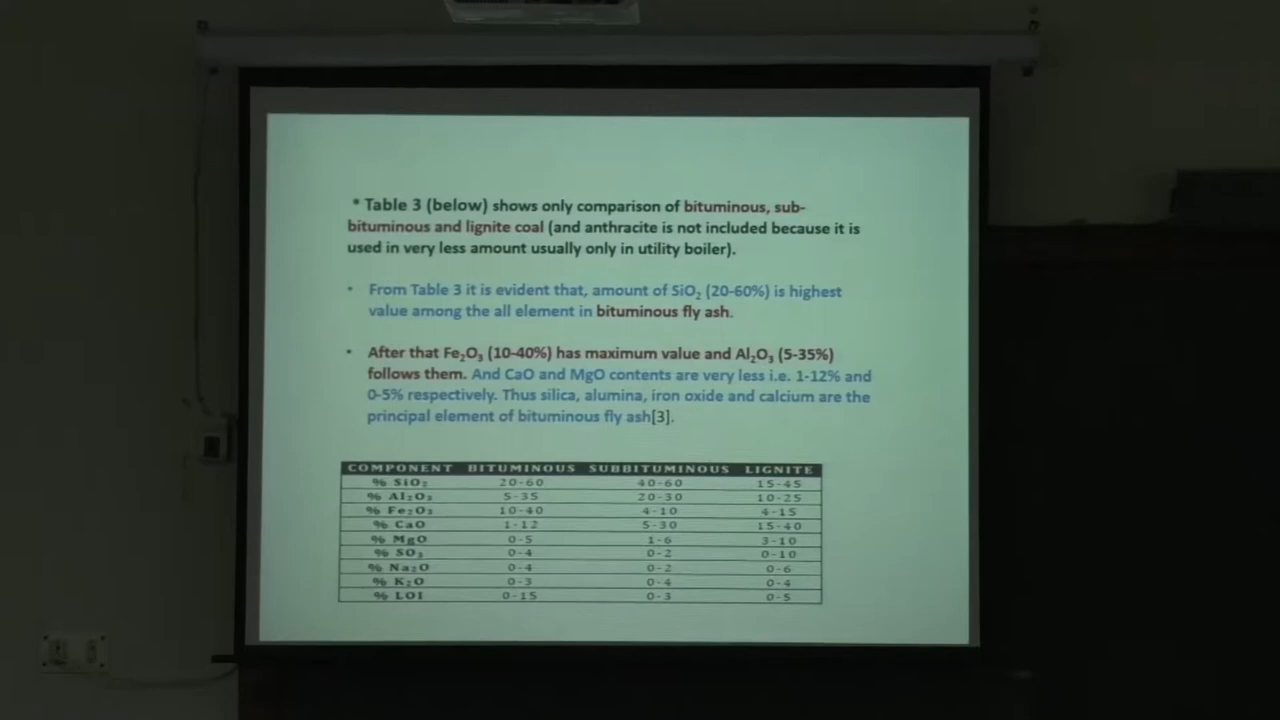 * Table 3 (below) shows only comparison of bituminous, sub-
bituminous and lignite coal (and anthracite is not included because it is
used in very less amount usually only in utility boiler).
• From Table 3 it is evident that, amount of SiO₂ (20-60%) is highest
value among the all element in bituminous fly ash.
• After that Fe₂O₃ (10-40%) has maximum value and Al₂O₃ (5-35%)
follows them. And CaO and MgO contents are very less i.e. 1-12% and
0-5% respectively. Thus silica, alumina, iron oxide and calcium are the
principal element of bituminous fly ash[3].
COMPONENT BITUMINOUS SUBBITUMINOUS LIGNITE
% SiO₂ 20-60 40-60 15-45
% Al₂O₃ 5-35 20-30 10-25
% Fe₂O₃ 10-40 4-10 4-15
% CaO 1-12 5-30 15-40
% MgO 0-5 1-6 3-10
% SO₃ 0-4 0-2 0-10
% Na₂O 0-4 0-2 0-6
% K₂O 0-3 0-4 0-4
% LOI 0-15 0-3 0-5